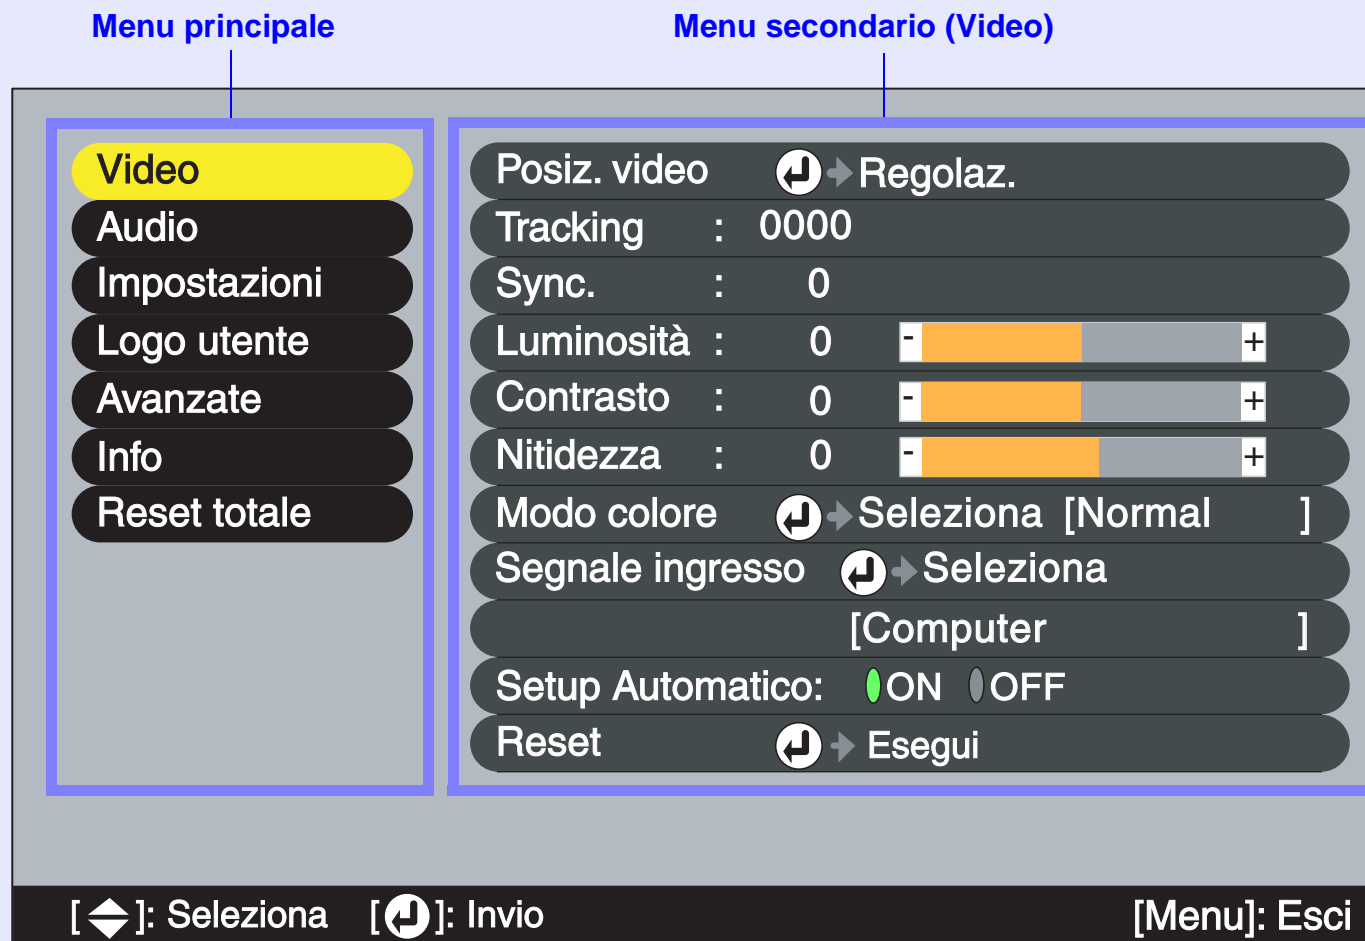 Menu principale
Menu secondario (Video)
Video
Audio
Impostazioni
Logo utente
Avanzate
Info
Reset totale
Posiz. video Regolaz.
Tracking : 0000
Sync. : 0
Luminosità : 0 - +
Contrasto : 0 - +
Nitidezza : 0 - +
Modo colore Seleziona [Normal ]
Segnale ingresso Seleziona
[Computer ]
Setup Automatico: ON OFF
Reset Esegui
[ ]: Seleziona [ ]: Invio [Menu]: Esci